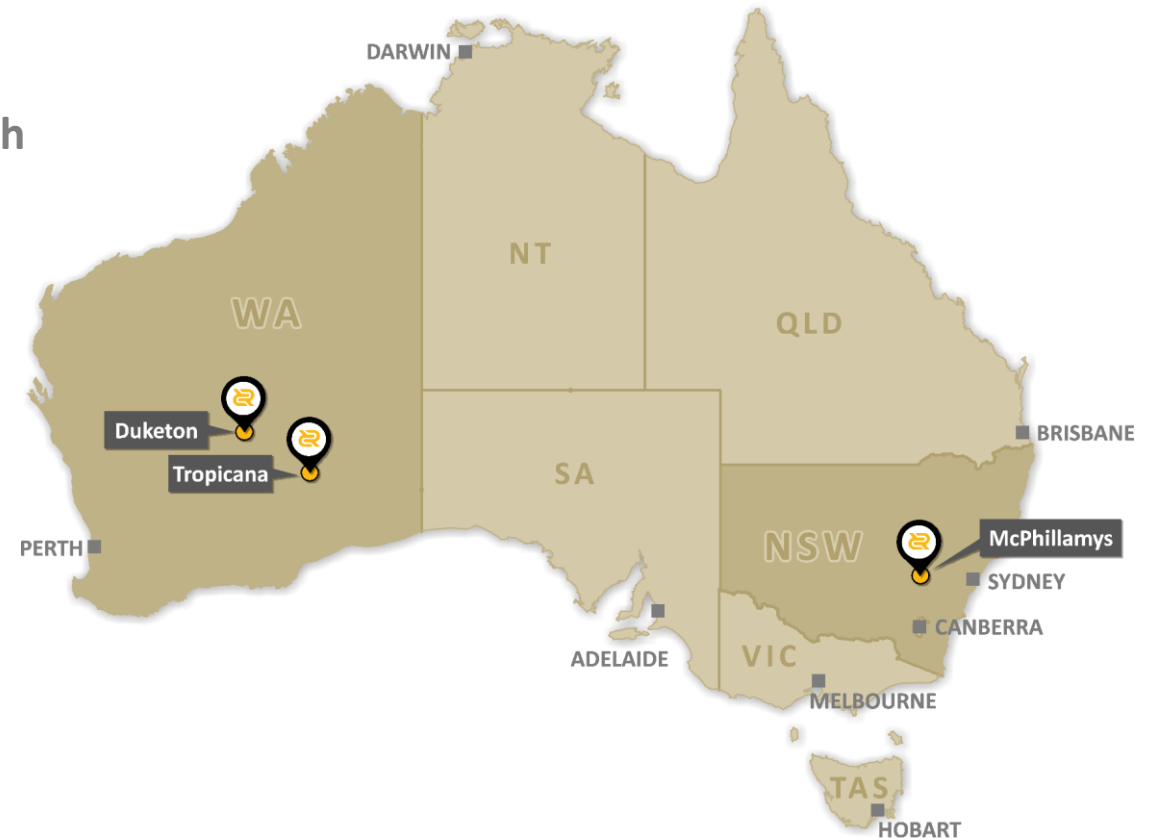 DARWIN
h
NT
WA
QLD
Duketon
BRISBANE
Tropicana
SA
McPhillamys
NSW
PERTH
SYDNEY
CANBERRA
ADELAIDE
VIC
MELBOURNE
TAS
HOBART